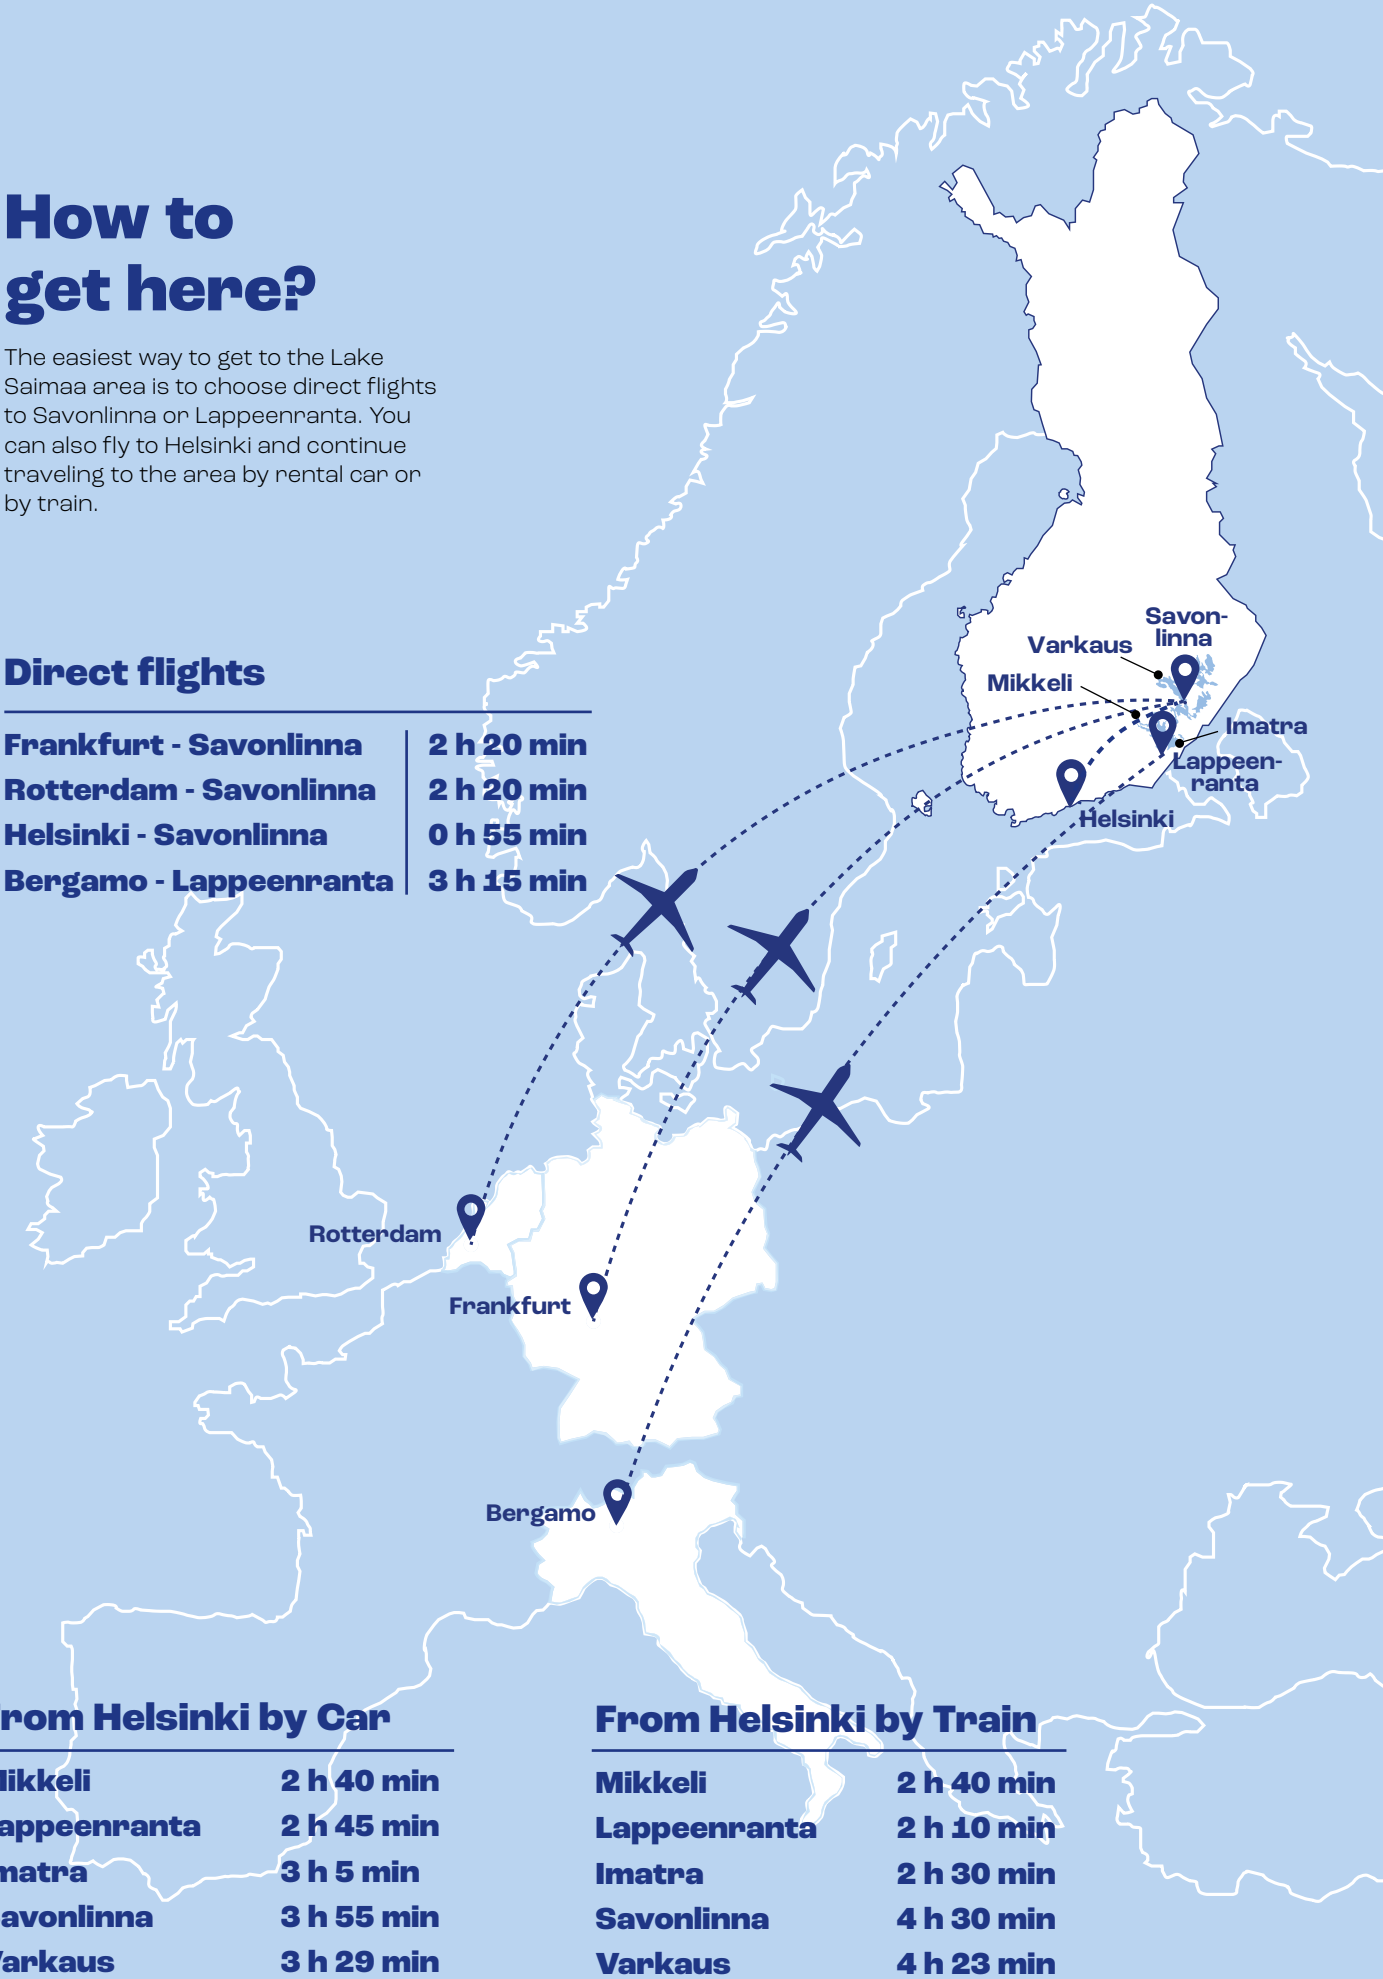 How to
get here?
The easiest way to get to the Lake
Saimaa area is to choose direct flights
to Savonlinna or Lappeenranta. You
can also fly to Helsinki and continue
traveling to the area by rental car or
by train.
Direct flights
Frankfurt - Savonlinna 2 h 20 min
Rotterdam - Savonlinna 2 h 20 min
Helsinki - Savonlinna 0 h 55 min
Bergamo - Lappeenranta 3 h 15 min
Savon-
linna
Varkaus
Mikkeli
Imatra
Lappeen-
ranta
Helsinki
Rotterdam
Frankfurt
Bergamo
rom Helsinki by Car
ikkeli 2 h 40 min
appeenranta 2 h 45 min
matra 3 h 5 min
avonlinna 3 h 55 min
arkaus 3 h 29 min
From Helsinki by Train
Mikkeli 2 h 40 min
Lappeenranta 2 h 10 min
Imatra 2 h 30 min
Savonlinna 4 h 30 min
Varkaus 4 h 23 min